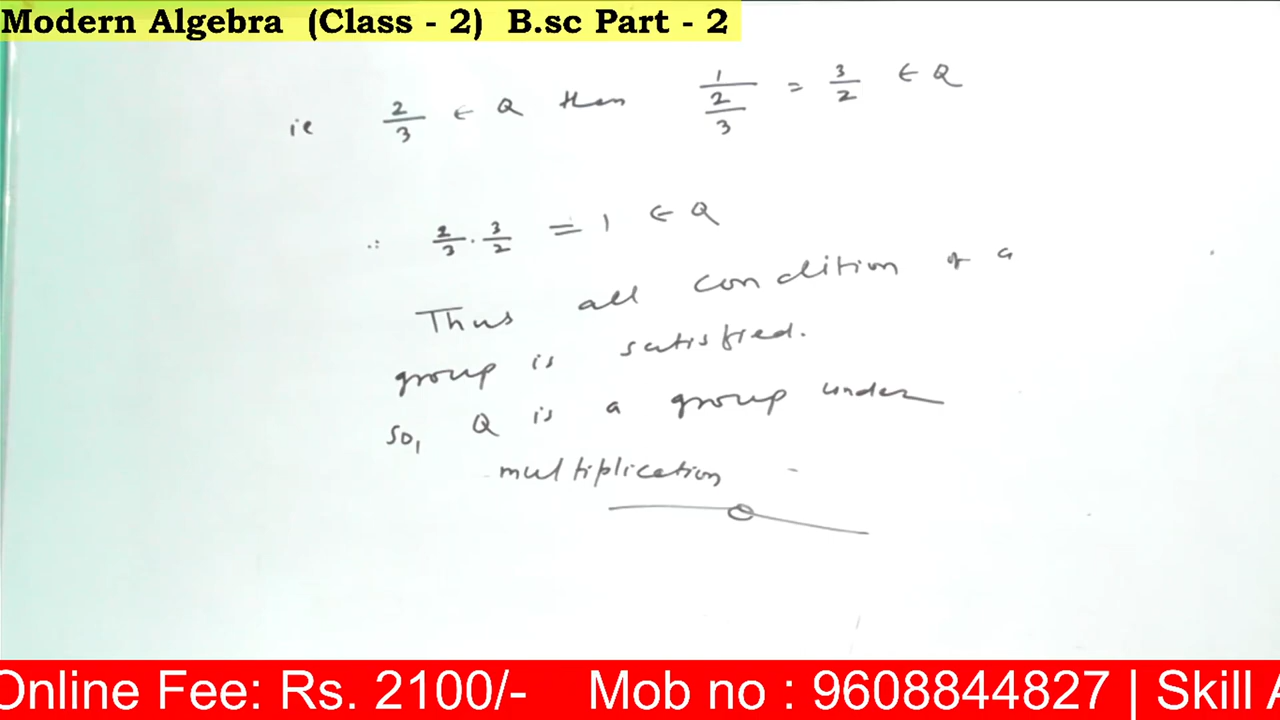 Modern Algebra (Class - 2) B.sc Part - 2
ie 2/3 ∈ Q then 1/(2/3) = 3/2 ∈ Q
∴ 2/3 · 3/2 = 1 ∈ Q
Thus all condition of a
group is satisfied.
so, Q is a group under
multiplication
Online Fee: Rs. 2100/- Mob no : 9608844827 | Skill A